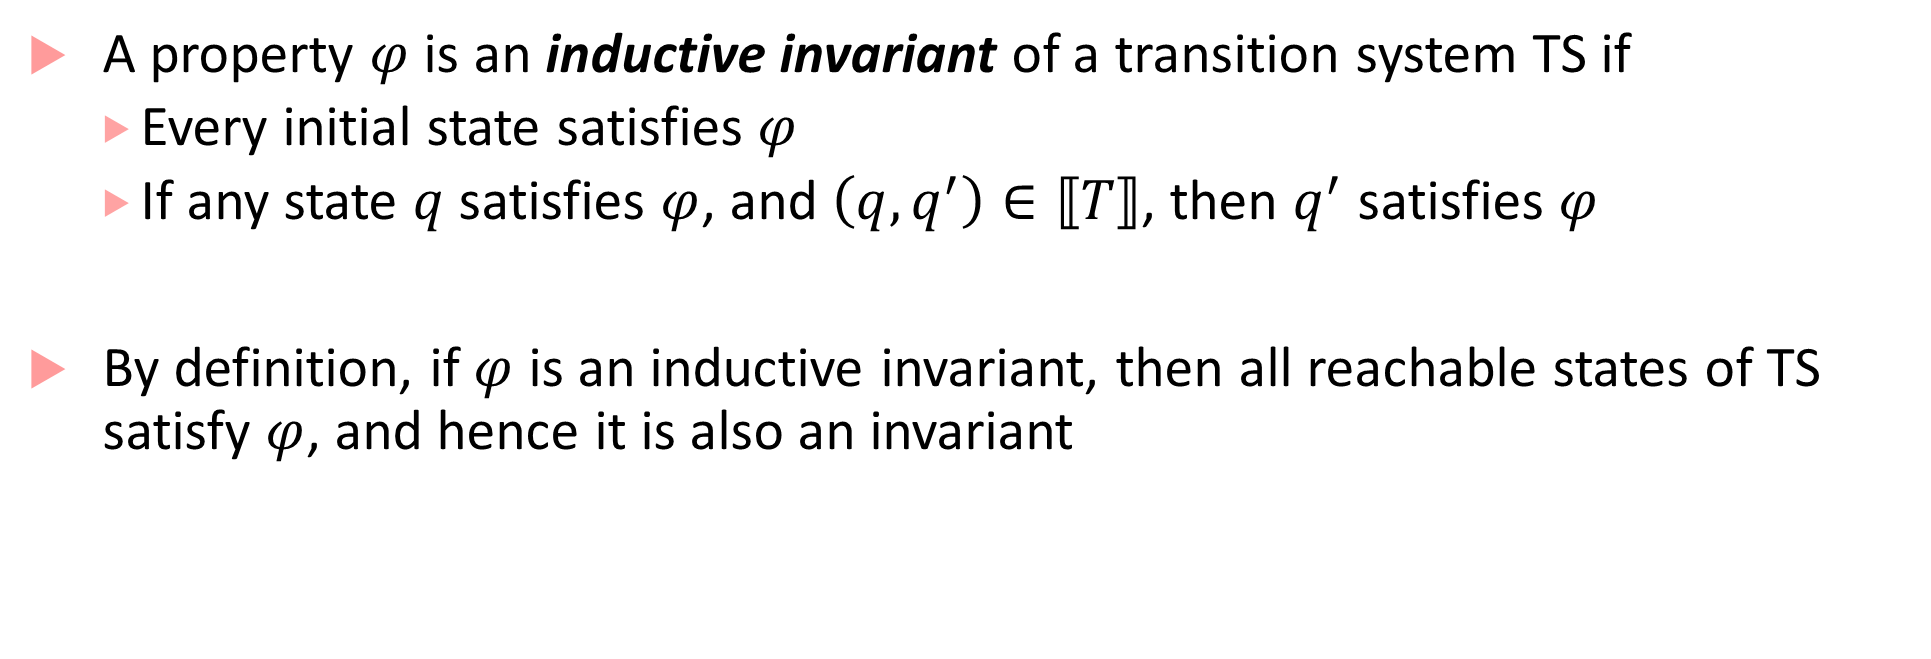 A property φ is an inductive invariant of a transition system TS if
Every initial state satisfies φ
If any state q satisfies φ, and (q, q′) ∈ ⟦T⟧, then q′ satisfies φ
By definition, if φ is an inductive invariant, then all reachable states of TS
satisfy φ, and hence it is also an invariant